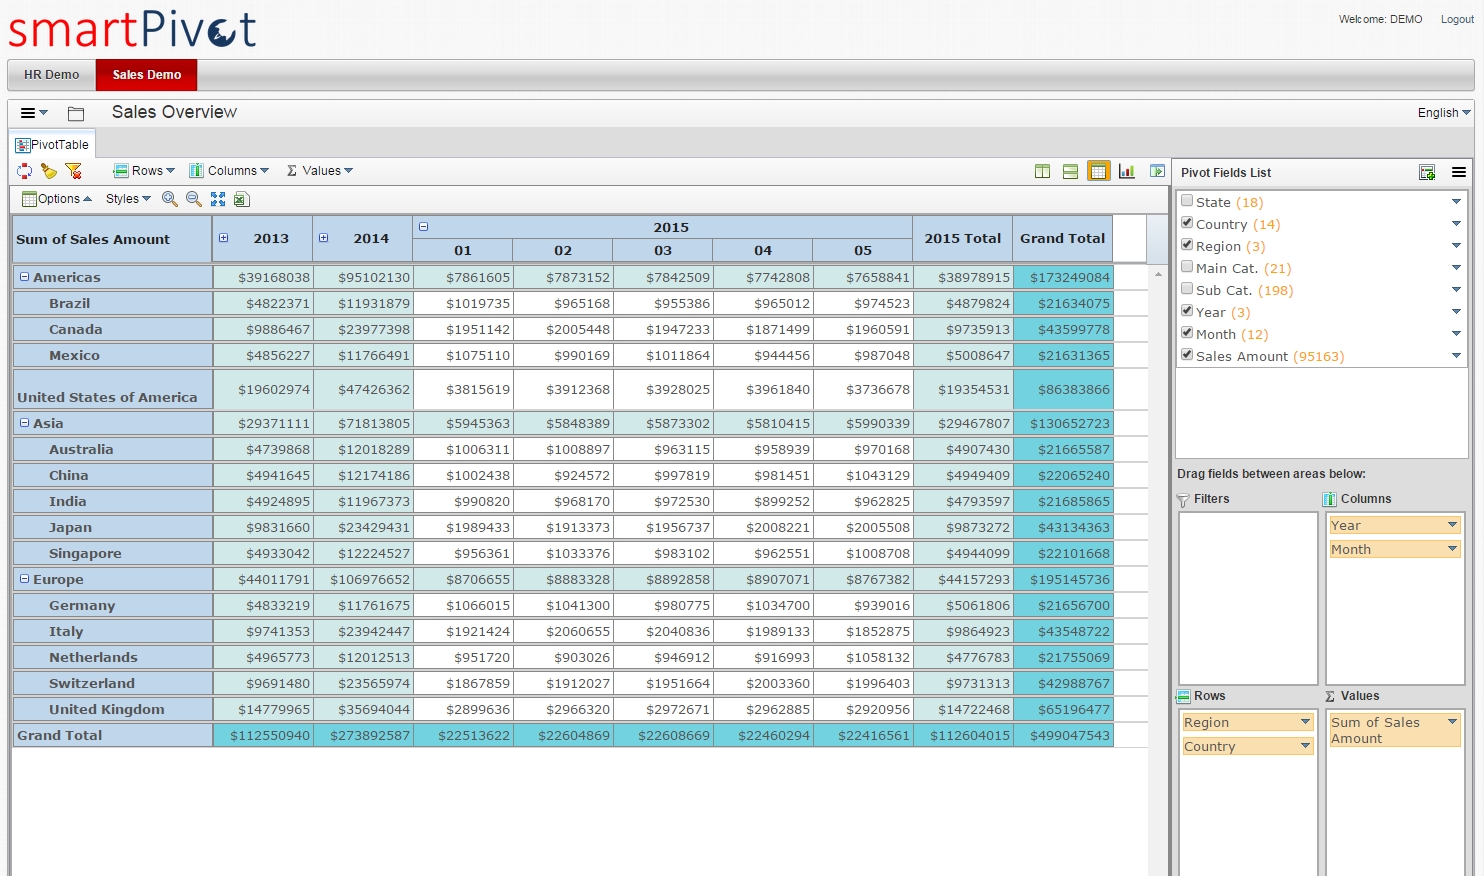 smartPivot
Welcome: DEMO Logout
HR Demo Sales Demo
Sales Overview English
PivotTable
Rows Columns Σ Values
Options Styles
Sum of Sales Amount 2013 2014 2015 2015 Total Grand Total
01 02 03 04 05
Americas $39168038 $95102130 $7861605 $7873152 $7842509 $7742808 $7658841 $38978915 $173249084
Brazil $4822371 $11931879 $1019735 $965168 $955386 $965012 $974523 $4879824 $21634075
Canada $9886467 $23977398 $1951142 $2005448 $1947233 $1871499 $1960591 $9735913 $43599778
Mexico $4856227 $11766491 $1075110 $990169 $1011864 $944456 $987048 $5008647 $21631365
United States of America $19602974 $47426362 $3815619 $3912368 $3928025 $3961840 $3736678 $19354531 $86383866
Asia $29371111 $71813805 $5945363 $5848389 $5873302 $5810415 $5990339 $29467807 $130652723
Australia $4739868 $12018289 $1006311 $1008897 $963115 $958939 $970168 $4907430 $21665587
China $4941645 $12174186 $1002438 $924572 $997819 $981451 $1043129 $4949409 $22065240
India $4924895 $11967373 $990820 $968170 $972530 $899252 $962825 $4793597 $21685865
Japan $9831660 $23429431 $1989433 $1913373 $1956737 $2008221 $2005508 $9873272 $43134363
Singapore $4933042 $12224527 $956361 $1033376 $983102 $962551 $1008708 $4944099 $22101668
Europe $44011791 $106976652 $8706655 $8883328 $8892858 $8907071 $8767382 $44157293 $195145736
Germany $4833219 $11761675 $1066015 $1041300 $980775 $1034700 $939016 $5061806 $21656700
Italy $9741353 $23942447 $1921424 $2060655 $2040836 $1989133 $1852875 $9864923 $43548722
Netherlands $4965773 $12012513 $951720 $903026 $946912 $916993 $1058132 $4776783 $21755069
Switzerland $9691480 $23565974 $1867859 $1912027 $1951664 $2003360 $1996403 $9731313 $42988767
United Kingdom $14779965 $35694044 $2899636 $2966320 $2972671 $2962885 $2920956 $14722468 $65196477
Grand Total $112550940 $273892587 $22513622 $22604869 $22608669 $22460294 $22416561 $112604015 $499047543
Pivot Fields List
State (18)
Country (14)
Region (3)
Main Cat. (21)
Sub Cat. (198)
Year (3)
Month (12)
Sales Amount (95163)
Drag fields between areas below:
Filters Columns
Year
Month
Rows Σ Values
Region Sum of Sales
Country Amount